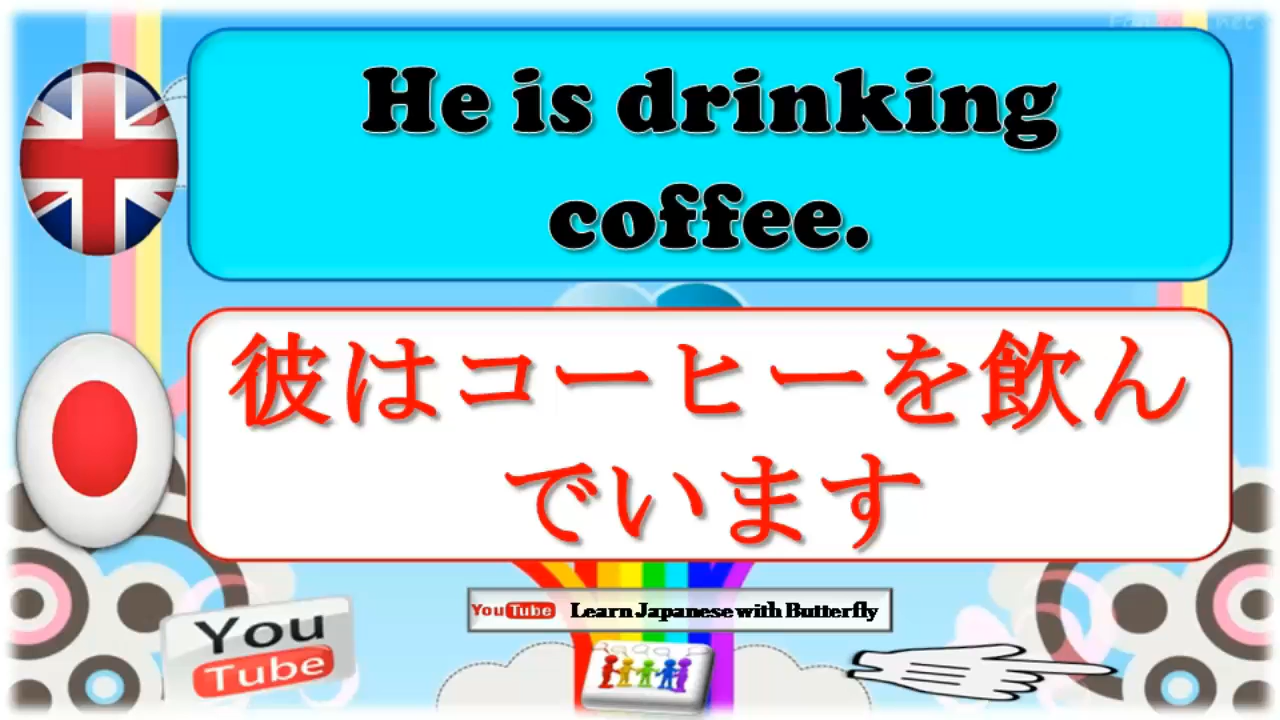 He is drinking
coffee.
彼はコーヒーを飲ん
でいます
YouTube Learn Japanese with Butterfly
You
Tube